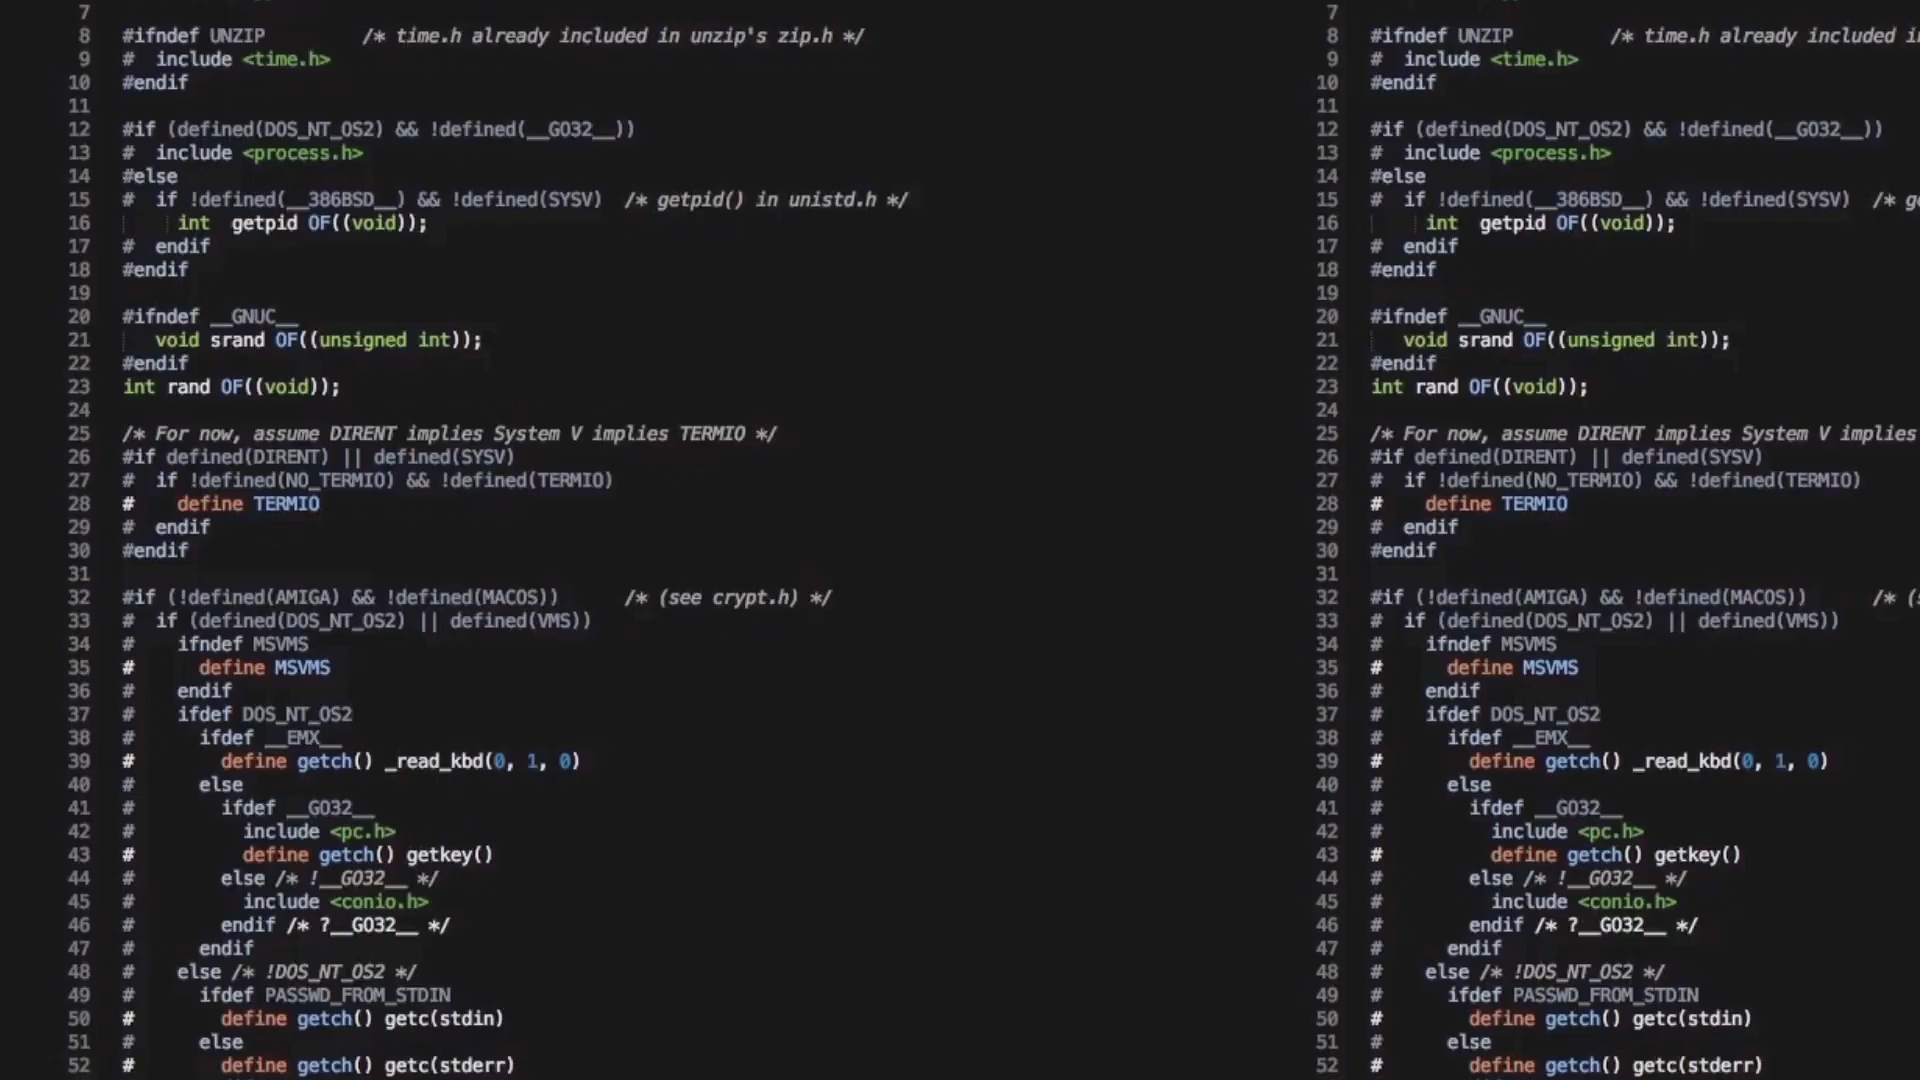 7
8 #ifndef UNZIP /* time.h already included in unzip's zip.h */
9 # include <time.h>
10 #endif
11
12 #if (defined(DOS_NT_OS2) && !defined(__GO32__))
13 # include <process.h>
14 #else
15 # if !defined(__386BSD__) && !defined(SYSV) /* getpid() in unistd.h */
16 int getpid OF((void));
17 # endif
18 #endif
19
20 #ifndef __GNUC__
21 void srand OF((unsigned int));
22 #endif
23 int rand OF((void));
24
25 /* For now, assume DIRENT implies System V implies TERMIO */
26 #if defined(DIRENT) || defined(SYSV)
27 # if !defined(NO_TERMIO) && !defined(TERMIO)
28 # define TERMIO
29 # endif
30 #endif
31
32 #if (!defined(AMIGA) && !defined(MACOS)) /* (see crypt.h) */
33 # if (defined(DOS_NT_OS2) || defined(VMS))
34 # ifndef MSVMS
35 # define MSVMS
36 # endif
37 # ifdef DOS_NT_OS2
38 # ifdef __EMX__
39 # define getch() _read_kbd(0, 1, 0)
40 # else
41 # ifdef __GO32__
42 # include <pc.h>
43 # define getch() getkey()
44 # else /* !__GO32__ */
45 # include <conio.h>
46 # endif /* ?__GO32__ */
47 # endif
48 # else /* !DOS_NT_OS2 */
49 # ifdef PASSWD_FROM_STDIN
50 # define getch() getc(stdin)
51 # else
52 # define getch() getc(stderr)
7
8 #ifndef UNZIP /* time.h already included
9 # include <time.h>
10 #endif
11
12 #if (defined(DOS_NT_OS2) && !defined(__GO32__))
13 # include <process.h>
14 #else
15 # if !defined(__386BSD__) && !defined(SYSV) /*
16 int getpid OF((void));
17 # endif
18 #endif
19
20 #ifndef __GNUC__
21 void srand OF((unsigned int));
22 #endif
23 int rand OF((void));
24
25 /* For now, assume DIRENT implies System V implies
26 #if defined(DIRENT) || defined(SYSV)
27 # if !defined(NO_TERMIO) && !defined(TERMIO)
28 # define TERMIO
29 # endif
30 #endif
31
32 #if (!defined(AMIGA) && !defined(MACOS)) /*
33 # if (defined(DOS_NT_OS2) || defined(VMS))
34 # ifndef MSVMS
35 # define MSVMS
36 # endif
37 # ifdef DOS_NT_OS2
38 # ifdef __EMX__
39 # define getch() _read_kbd(0, 1, 0)
40 # else
41 # ifdef __GO32__
42 # include <pc.h>
43 # define getch() getkey()
44 # else /* !__GO32__ */
45 # include <conio.h>
46 # endif /* ?__GO32__ */
47 # endif
48 # else /* !DOS_NT_OS2 */
49 # ifdef PASSWD_FROM_STDIN
50 # define getch() getc(stdin)
51 # else
52 # define getch() getc(stderr)